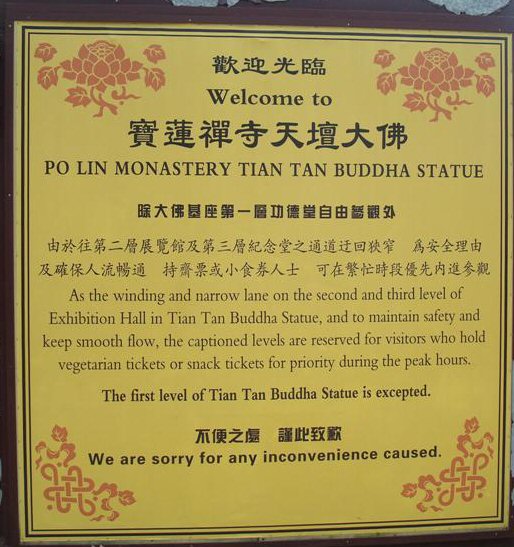 歡迎光臨
Welcome to
寶蓮禪寺天壇大佛
PO LIN MONASTERY TIAN TAN BUDDHA STATUE
除大佛基座第一層功德堂自由參觀外
由於往第二層展覽館及第三層紀念堂之通道迂回狹窄 爲安全理由
及確保人流暢通 持齋票或小食券人士 可在繁忙時段優先內進參觀
As the winding and narrow lane on the second and third level of
Exhibition Hall in Tian Tan Buddha Statue, and to maintain safety and
keep smooth flow, the captioned levels are reserved for visitors who hold
vegetarian tickets or snack tickets for priority during the peak hours.
The first level of Tian Tan Buddha Statue is excepted.
不便之處 謹此致歉
We are sorry for any inconvenience caused.